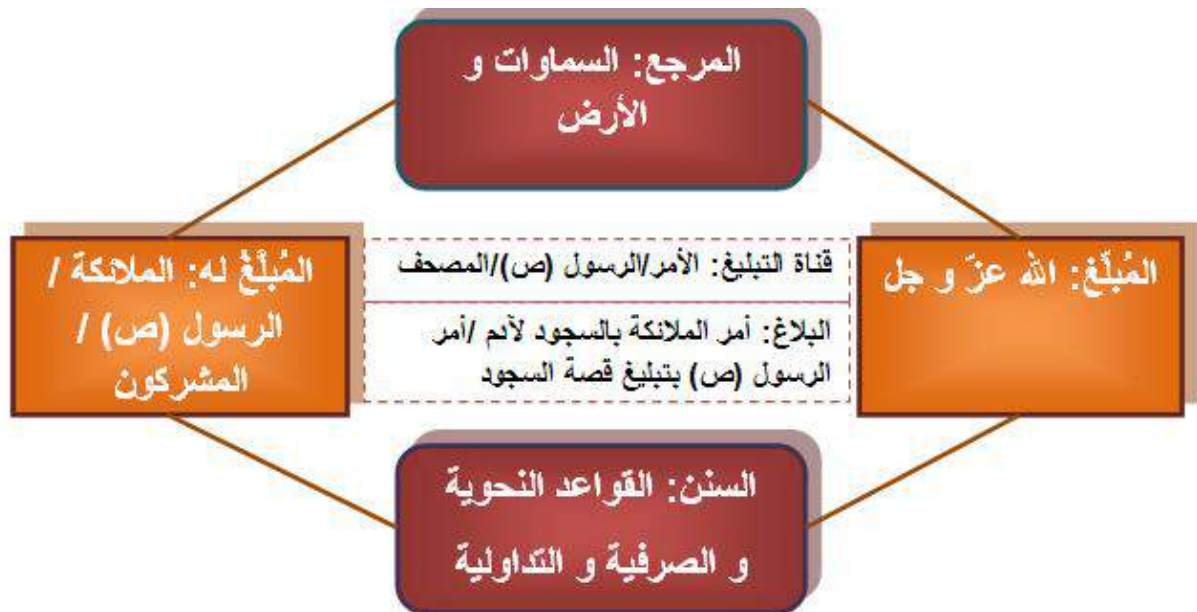 المرجع: السماوات و
الأرض
المُبلِّغ: الله عزّ و جل
قناة التبليغ: الأمر/الرسول (ص)/المصحف
البلاغ: أمر الملائكة بالسجود لآدم /أمر
الرسول (ص) بتبليغ قصة السجود
المُبلَّغُ له: الملائكة /
الرسول (ص) /
المشركون
السنن: القواعد النحوية
و الصرفية و التداولية